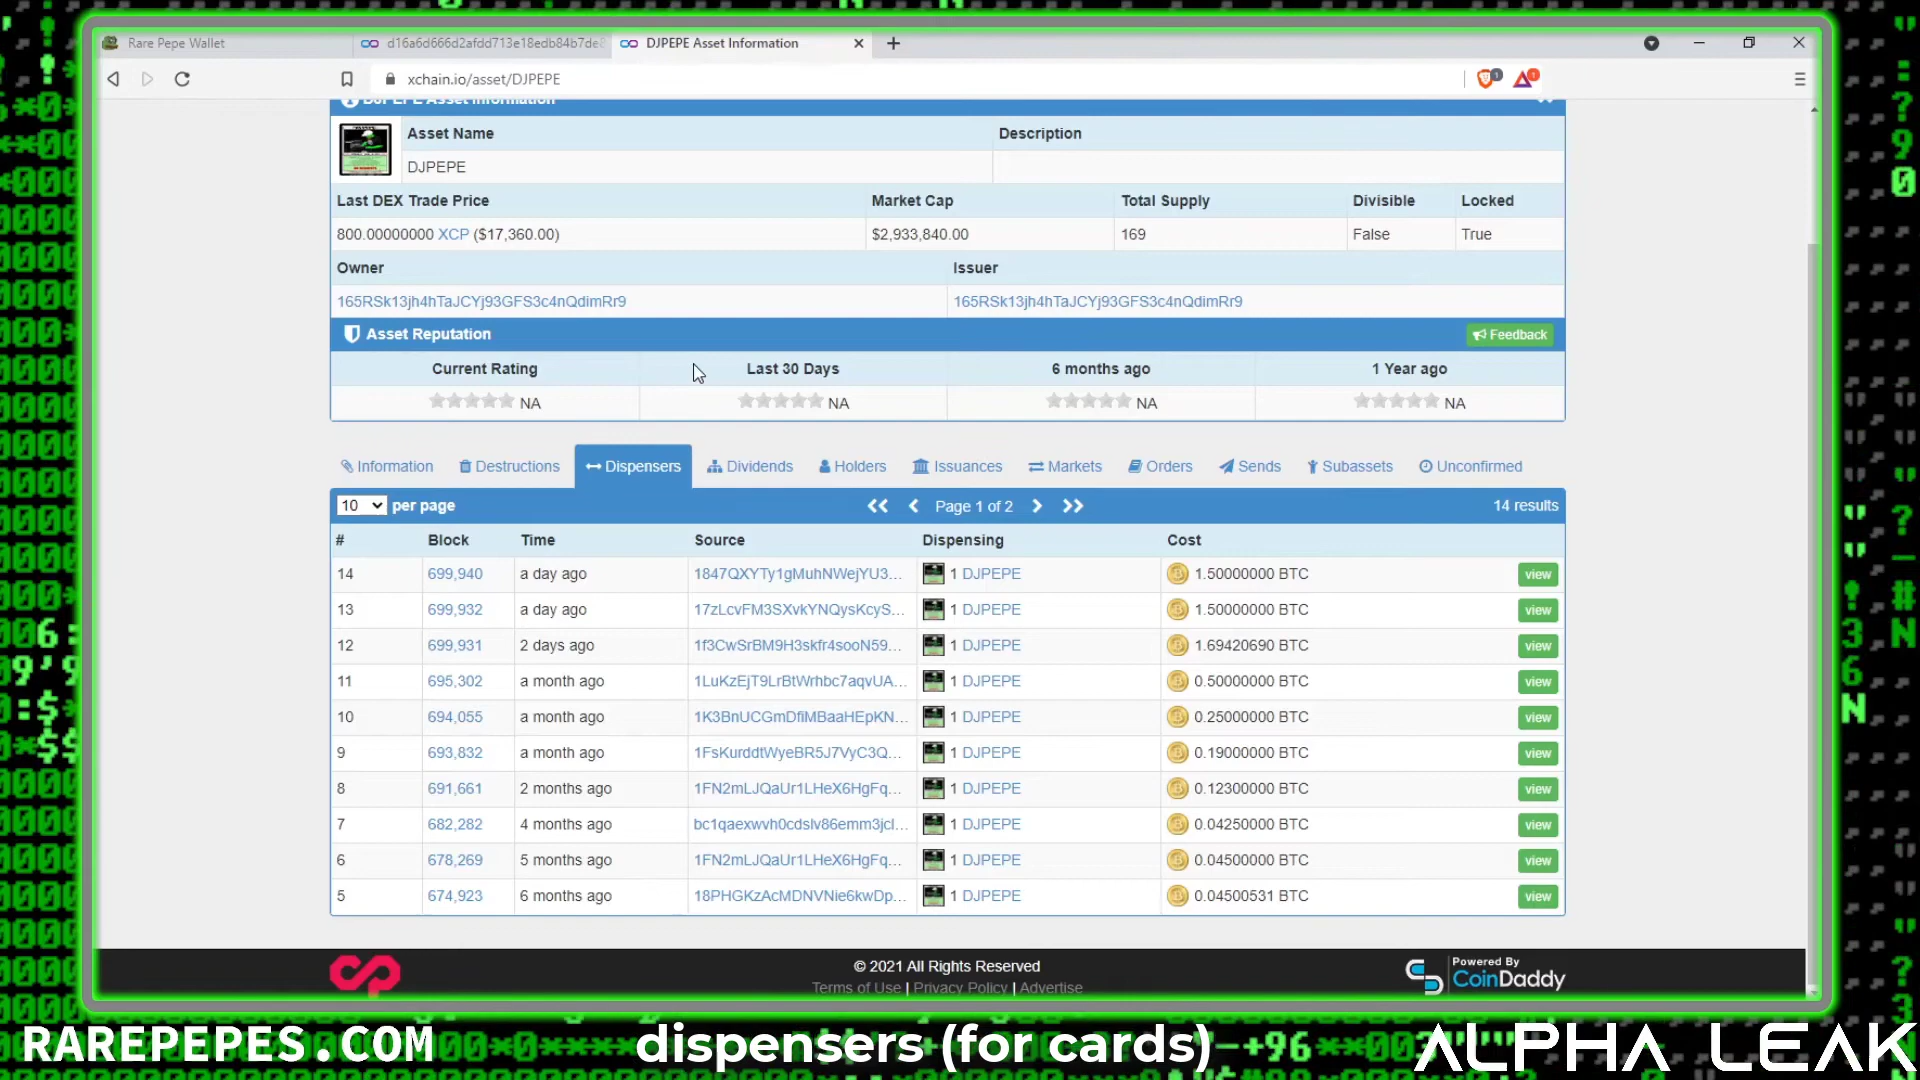 Rare Pepe Wallet
d16a6d666d2afdd713e18edb84b7de2
DJPEPE Asset Information
xchain.io/asset/DJPEPE
1
1
DJPEPE Asset Information
Asset Name
Description
DJPEPE
Last DEX Trade Price
Market Cap
Total Supply
Divisible
Locked
800.00000000 XCP ($17,360.00)
$2,933,840.00
169
False
True
Owner
Issuer
165RSk13jh4hTaJCYj93GFS3c4nQdimRr9
165RSk13jh4hTaJCYj93GFS3c4nQdimRr9
Asset Reputation
Feedback
Current Rating
Last 30 Days
6 months ago
1 Year ago
NA
NA
NA
NA
Information
Destructions
Dispensers
Dividends
Holders
Issuances
Markets
Orders
Sends
Subassets
Unconfirmed
10 per page
Page 1 of 2
14 results
# Block Time Source Dispensing Cost
14 699,940 a day ago 1847QXYTy1gMuhNWejYU3... 1 DJPEPE 1.50000000 BTC view
13 699,932 a day ago 17zLcvFM3SXvkYNQysKcyS... 1 DJPEPE 1.50000000 BTC view
12 699,931 2 days ago 1f3CwSrBM9H3skfr4sooN59... 1 DJPEPE 1.69420690 BTC view
11 695,302 a month ago 1LuKzEjT9LrBtWrhbc7aqvUA... 1 DJPEPE 0.50000000 BTC view
10 694,055 a month ago 1K3BnUCGmDfiMBaaHEpKN... 1 DJPEPE 0.25000000 BTC view
9 693,832 a month ago 1FsKurddtWyeBR5J7VyC3Q... 1 DJPEPE 0.19000000 BTC view
8 691,661 2 months ago 1FN2mLJQaUr1LHeX6HgFq... 1 DJPEPE 0.12300000 BTC view
7 682,282 4 months ago bc1qaexwvh0cdslv86emm3jcl... 1 DJPEPE 0.04250000 BTC view
6 678,269 5 months ago 1FN2mLJQaUr1LHeX6HgFq... 1 DJPEPE 0.04500000 BTC view
5 674,923 6 months ago 18PHGKzAcMDNVNie6kwDp... 1 DJPEPE 0.04500531 BTC view
© 2021 All Rights Reserved
Terms of Use | Privacy Policy | Advertise
Powered By
CoinDaddy
RAREPEPES.COM
dispensers (for cards)
ALPHA LEAK